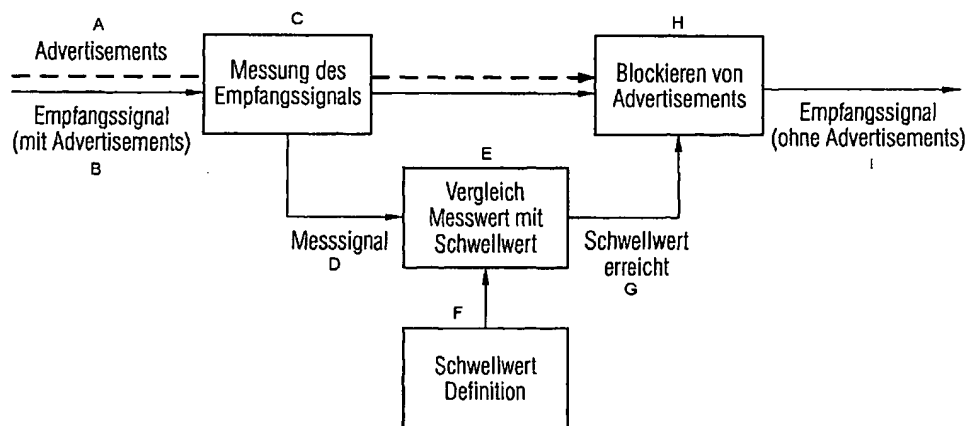 A
Advertisements
Empfangssignal
(mit Advertisements)
B
C
Messung des
Empfangssignals
H
Blockieren von
Advertisements
Empfangssignal
(ohne Advertisements)
I
E
Vergleich
Messwert mit
Schwellwert
Messsignal
D
Schwellwert
erreicht
G
F
Schwellwert
Definition